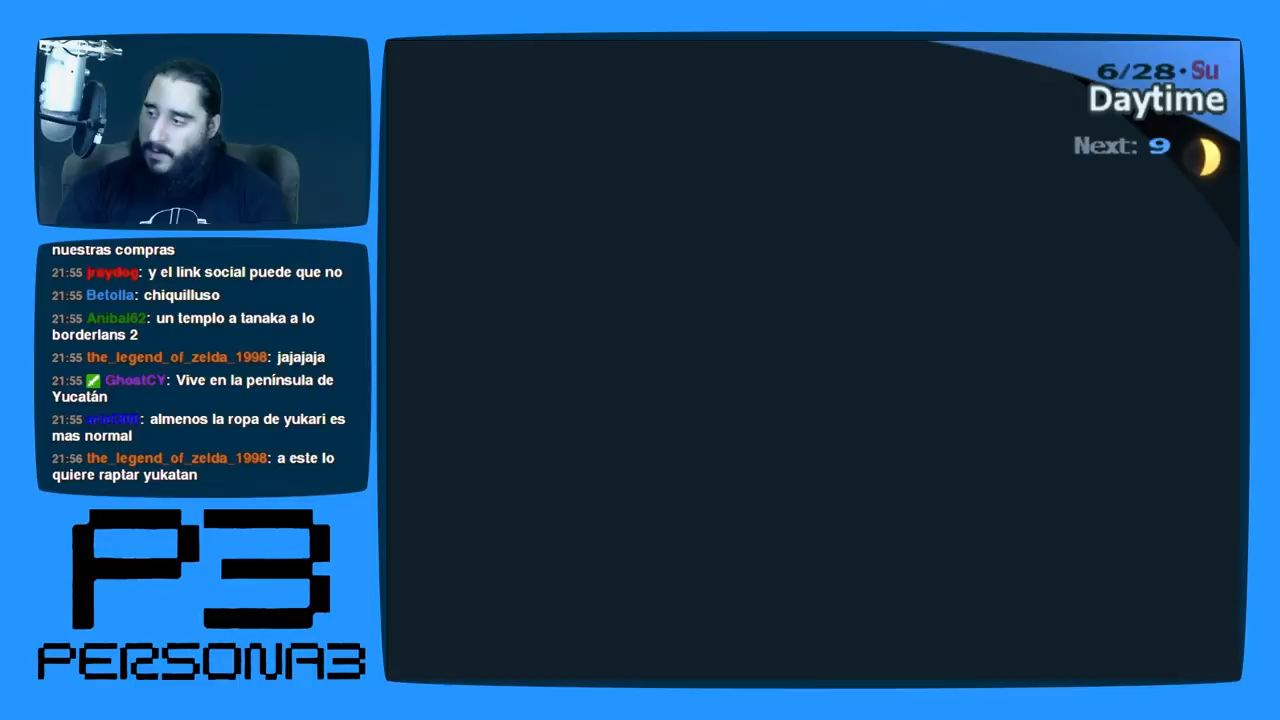 6/28•Su
Daytime
Next: 9
nuestras compras
21:55 jraydog: y el link social puede que no
21:55 Betolla: chiquilluso
21:55 Anibal62: un templo a tanaka a lo
borderlans 2
21:55 the_legend_of_zelda_1998: jajajaja
21:55 GhostCY: Vive en la península de
Yucatán
21:55 : almenos la ropa de yukari es
mas normal
21:56 the_legend_of_zelda_1998: a este lo
quiere raptar yukatan
P3
PERSONA3